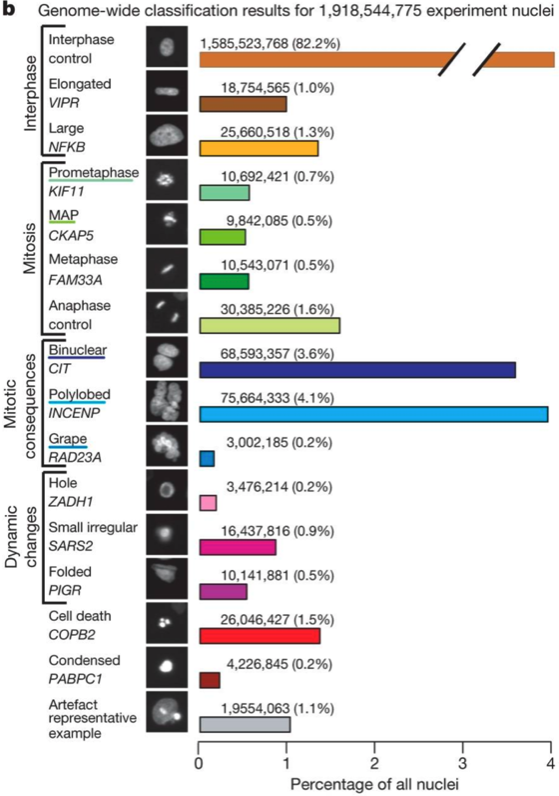 b Genome-wide classification results for 1,918,544,775 experiment nuclei
Interphase
Interphase
control
1,585,523,768 (82.2%)
Elongated
VIPR
18,754,565 (1.0%)
Large
NFKB
25,660,518 (1.3%)
Mitosis
Prometaphase
KIF11
10,692,421 (0.7%)
MAP
CKAP5
9,842,085 (0.5%)
Metaphase
FAM33A
10,543,071 (0.5%)
Anaphase
control
30,385,226 (1.6%)
Mitotic
consequences
Binuclear
CIT
68,593,357 (3.6%)
Polylobed
INCENP
75,664,333 (4.1%)
Grape
RAD23A
3,002,185 (0.2%)
Dynamic
changes
Hole
ZADH1
3,476,214 (0.2%)
Small irregular
SARS2
16,437,816 (0.9%)
Folded
PIGR
10,141,881 (0.5%)
Cell death
COPB2
26,046,427 (1.5%)
Condensed
PABPC1
4,226,845 (0.2%)
Artefact
representative
example
1,9554,063 (1.1%)
0 1 2 3 4
Percentage of all nuclei